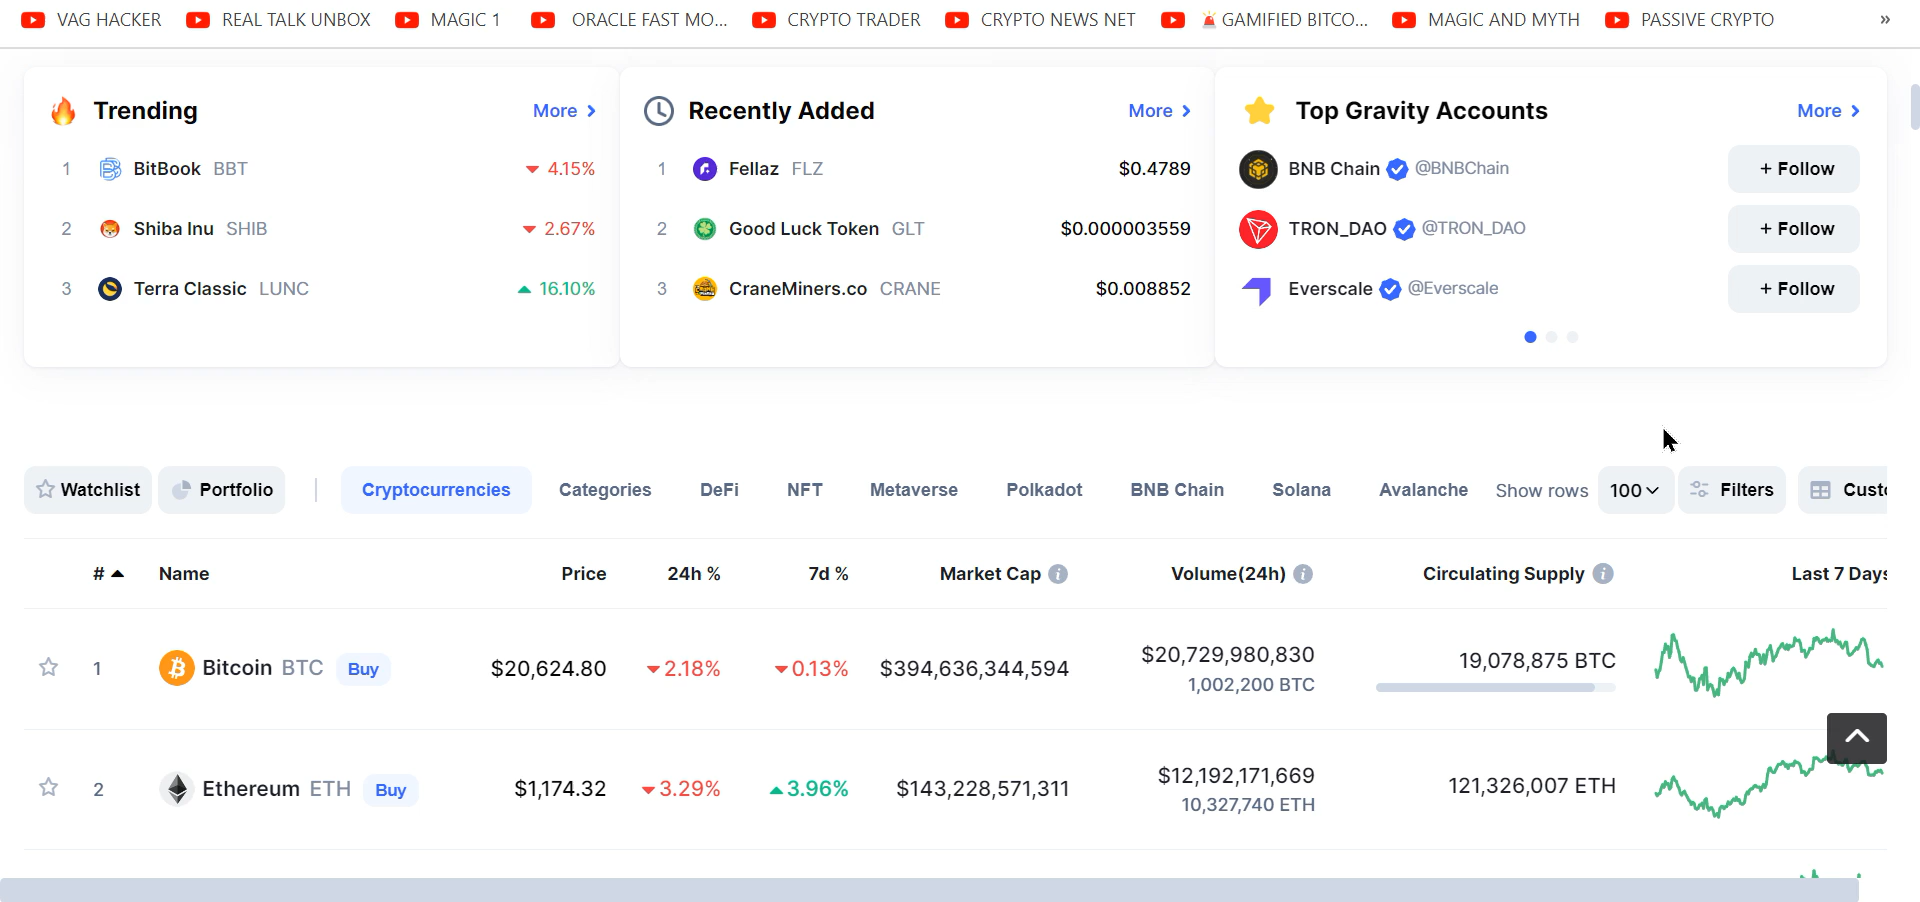 VAG HACKER REAL TALK UNBOX MAGIC 1 ORACLE FAST MO... CRYPTO TRADER CRYPTO NEWS NET GAMIFIED BITCO... MAGIC AND MYTH PASSIVE CRYPTO »
Trending More
1 BitBook BBT 4.15%
2 Shiba Inu SHIB 2.67%
3 Terra Classic LUNC 16.10%
Recently Added More
1 Fellaz FLZ $0.4789
2 Good Luck Token GLT $0.000003559
3 CraneMiners.co CRANE $0.008852
Top Gravity Accounts More
BNB Chain @BNBChain + Follow
TRON_DAO @TRON_DAO + Follow
Everscale @Everscale + Follow
Watchlist Portfolio Cryptocurrencies Categories DeFi NFT Metaverse Polkadot BNB Chain Solana Avalanche Show rows 100 Filters Custo
# Name Price 24h % 7d % Market Cap Volume(24h) Circulating Supply Last 7 Days
1 Bitcoin BTC Buy $20,624.80 2.18% 0.13% $394,636,344,594 $20,729,980,830 19,078,875 BTC
1,002,200 BTC
2 Ethereum ETH Buy $1,174.32 3.29% 3.96% $143,228,571,311 $12,192,171,669 121,326,007 ETH
10,327,740 ETH